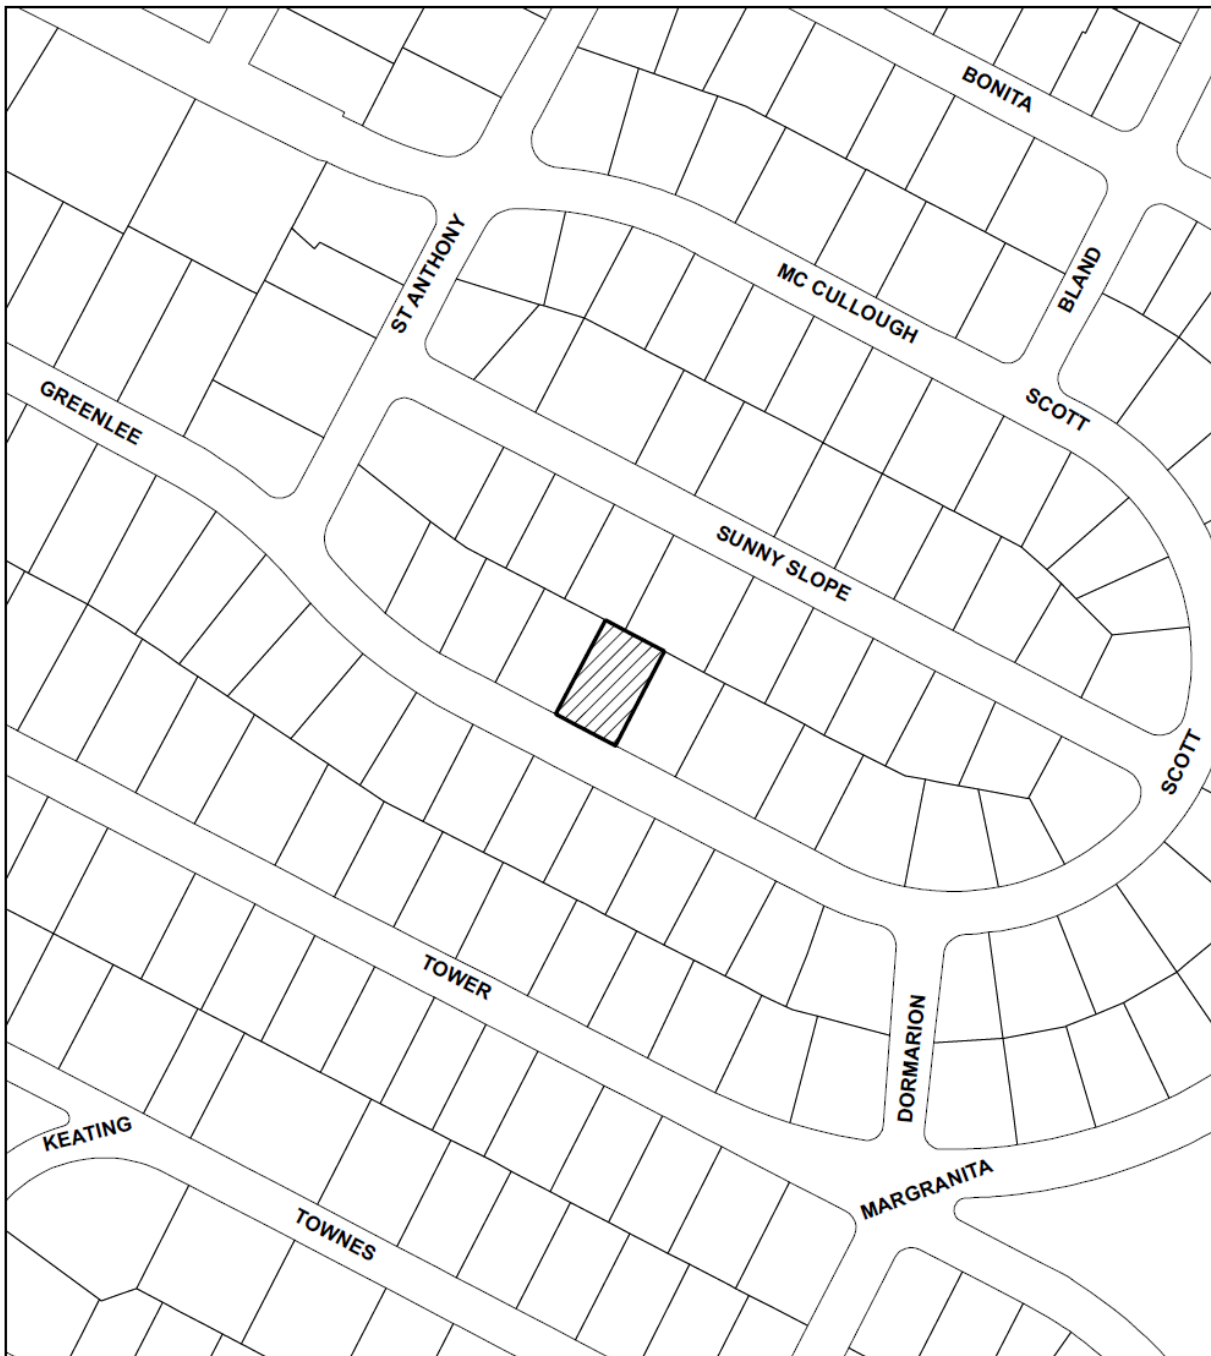 BONITA
ST ANTHONY
BLAND
MC CULLOUGH
SCOTT
GREENLEE
SUNNY SLOPE
SCOTT
TOWER
DORMARION
KEATING
MARGRANITA
TOWNES